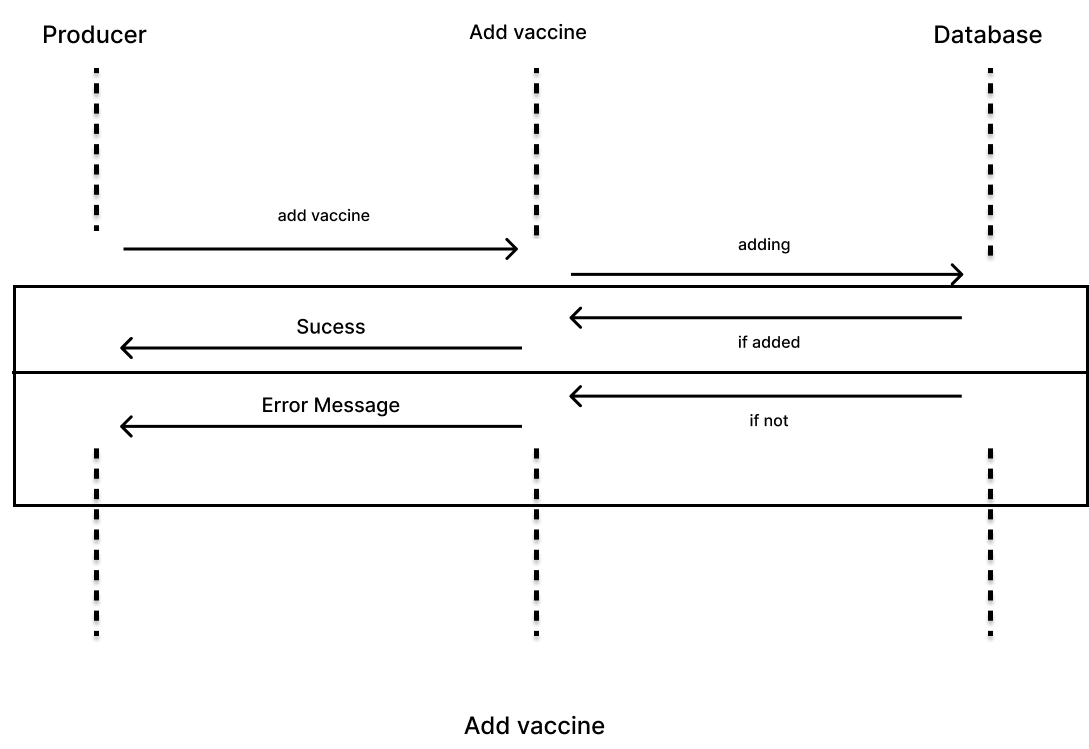 Producer
Add vaccine
Database
add vaccine
adding
Sucess
if added
Error Message
if not
Add vaccine